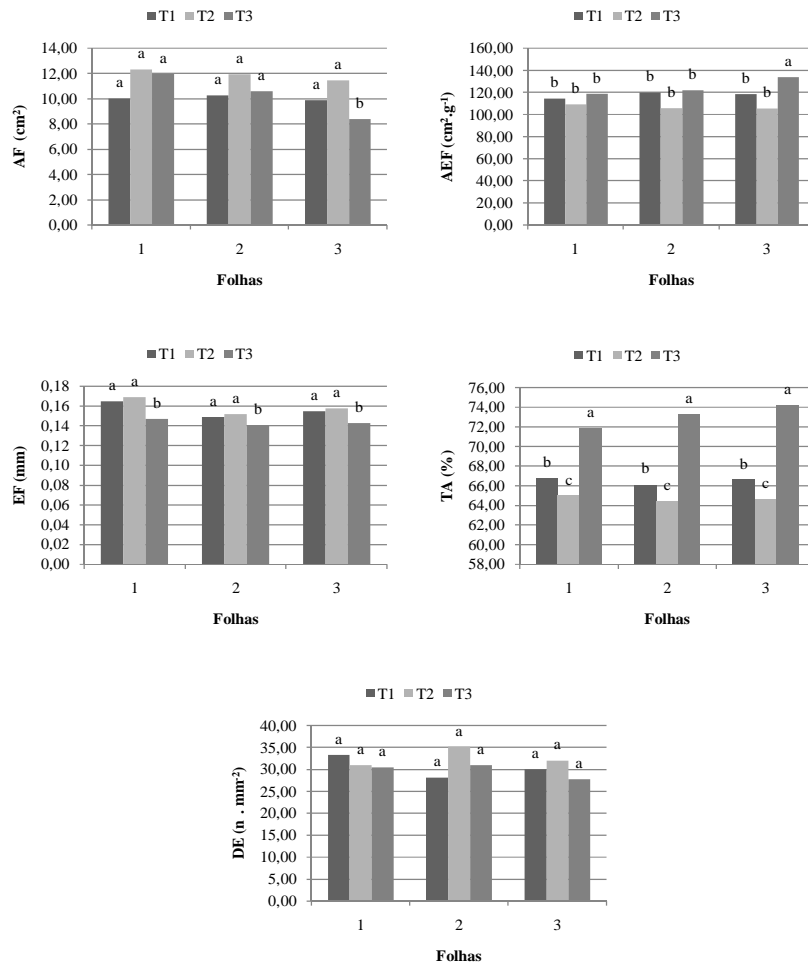 T1 T2 T3
14,00
12,00
10,00
8,00
6,00
4,00
2,00
0,00
AF (cm²)
a a a a a a a a b
1 2 3
Folhas
T1 T2 T3
160,00
140,00
120,00
100,00
80,00
60,00
40,00
20,00
0,00
AEF (cm².g⁻¹)
b b b b b b b b a
1 2 3
Folhas
T1 T2 T3
0,18
0,16
0,14
0,12
0,10
0,08
0,06
0,04
0,02
0,00
EF (mm)
a a b a a b a a b
1 2 3
Folhas
T1 T2 T3
76,00
74,00
72,00
70,00
68,00
66,00
64,00
62,00
60,00
58,00
TA (%)
b c a b c a b c a
1 2 3
Folhas
T1 T2 T3
40,00
35,00
30,00
25,00
20,00
15,00
10,00
5,00
0,00
DE (n . mm⁻²)
a a a a a a a a a
1 2 3
Folhas